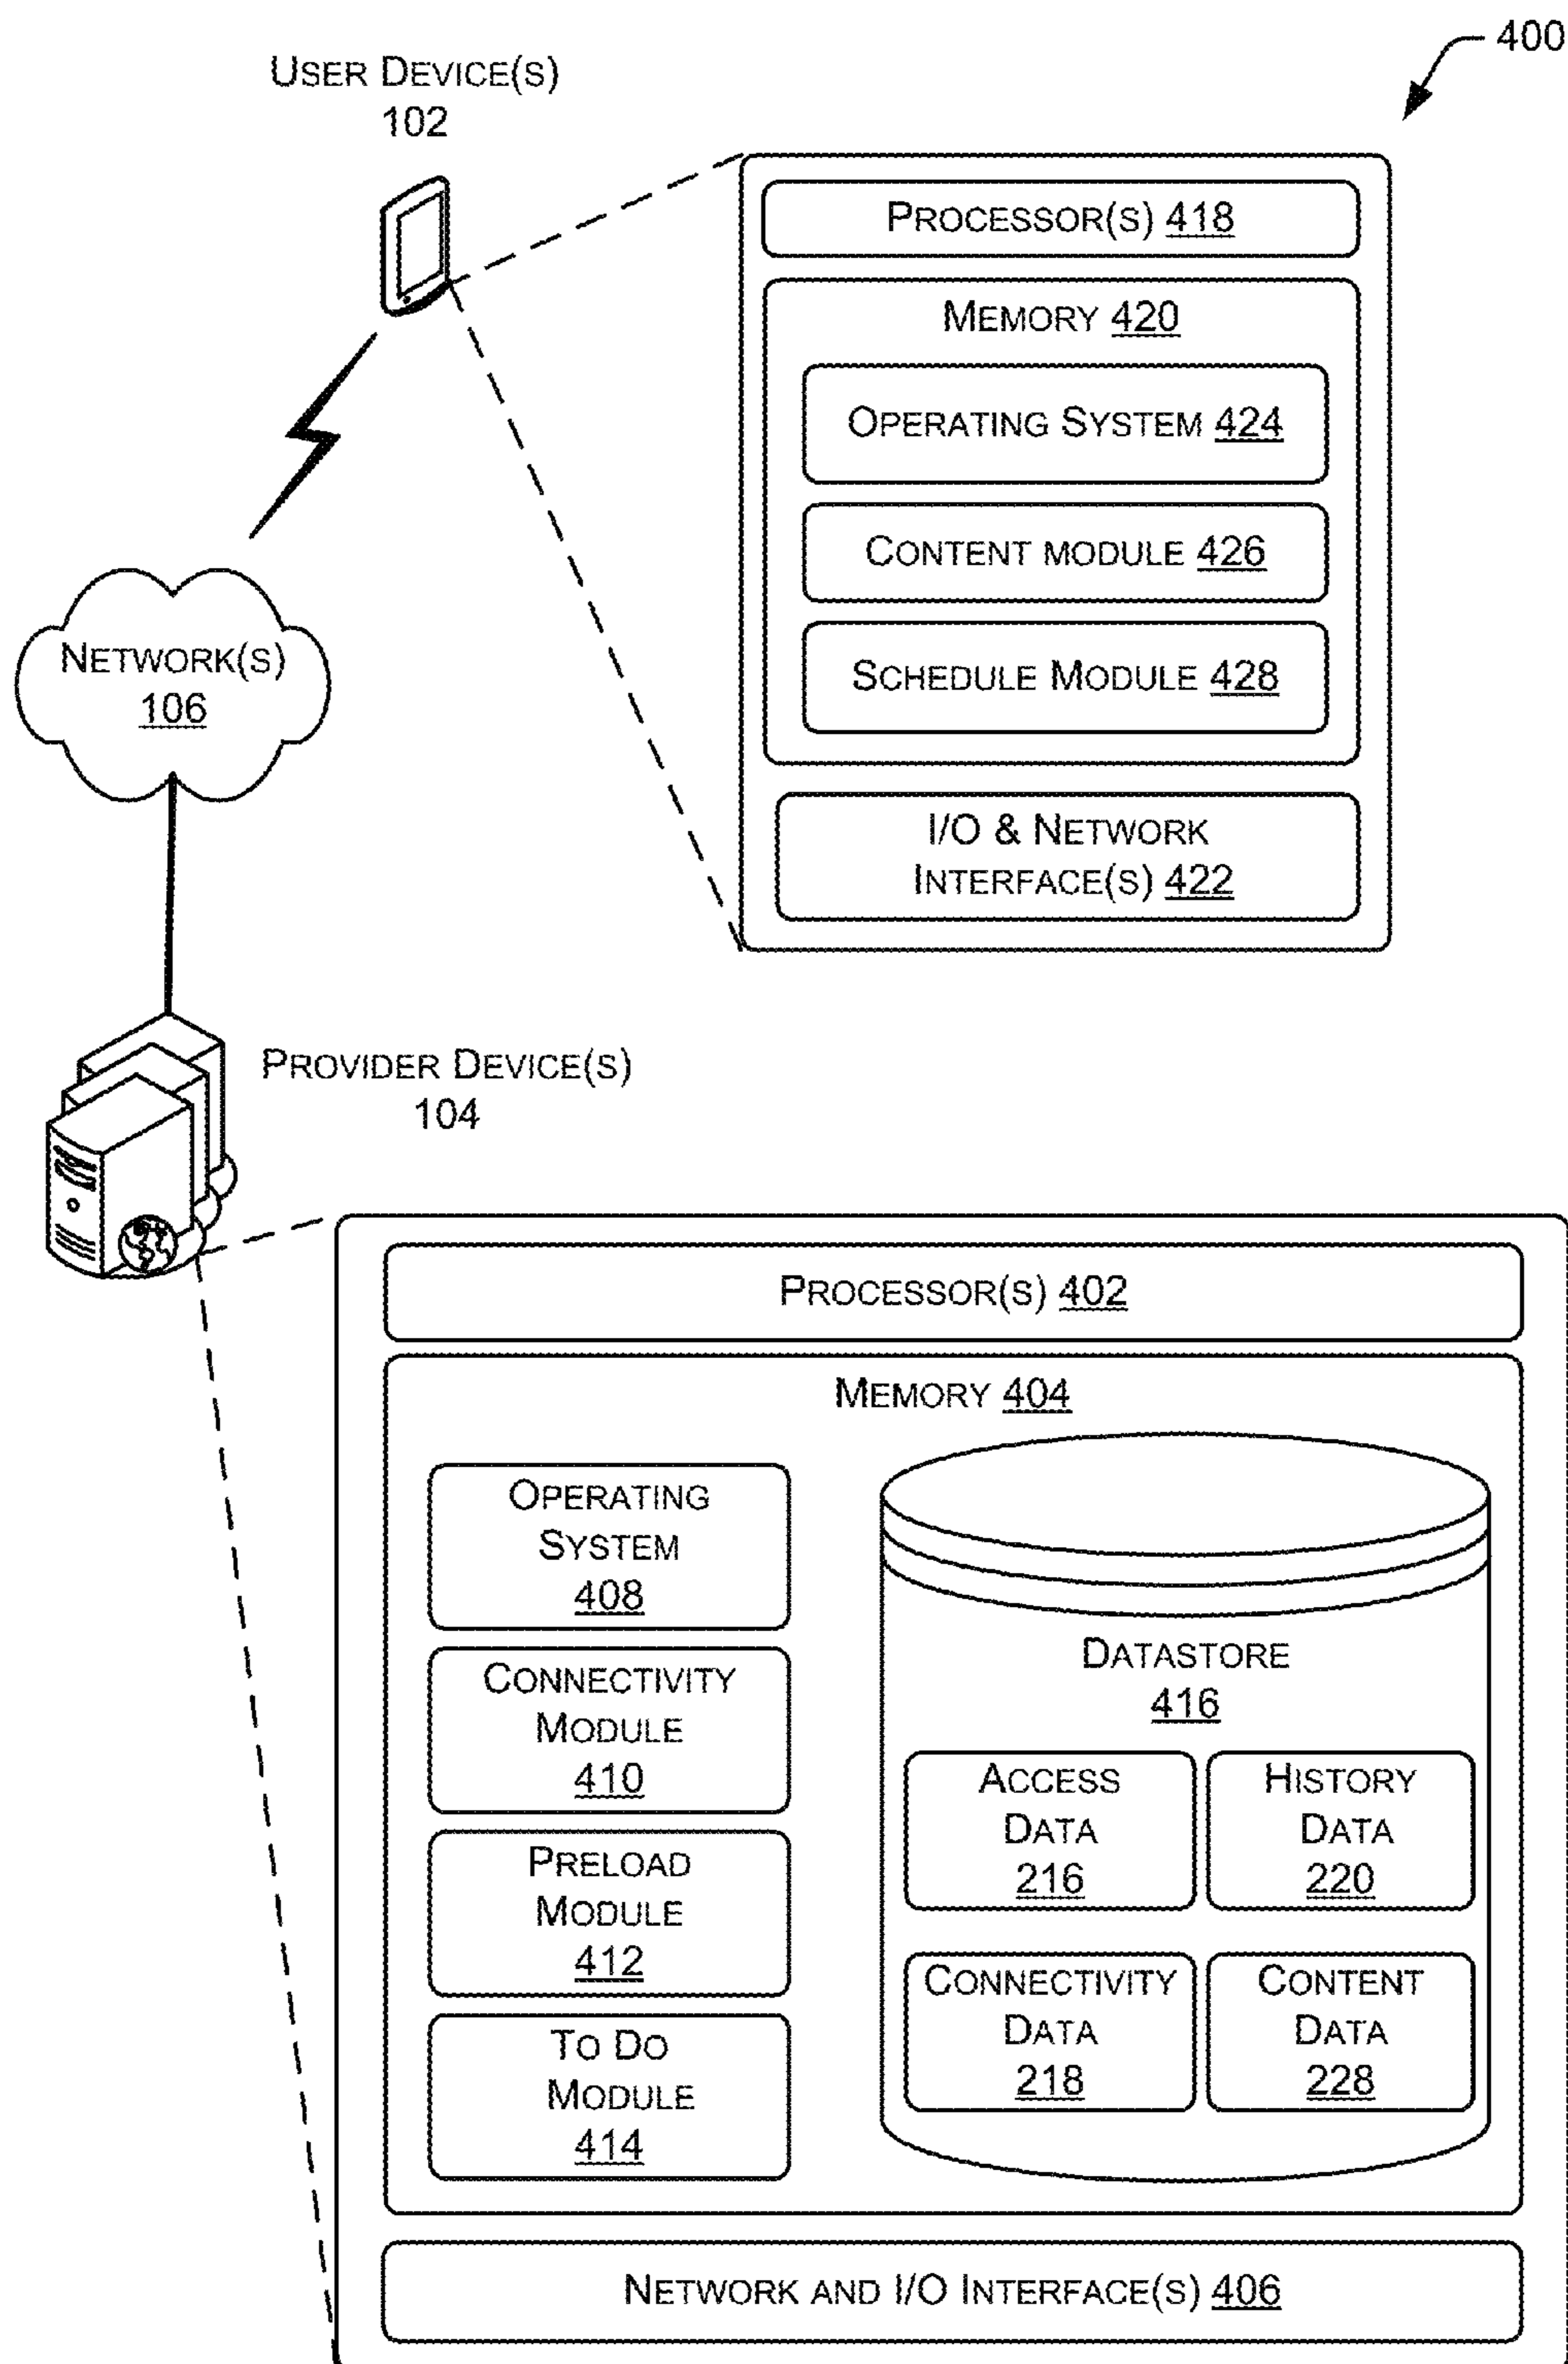 400
USER DEVICE(S)
102
PROCESSOR(S) 418
MEMORY 420
OPERATING SYSTEM 424
CONTENT MODULE 426
SCHEDULE MODULE 428
I/O & NETWORK
INTERFACE(S) 422
NETWORK(S)
106
PROVIDER DEVICE(S)
104
PROCESSOR(S) 402
MEMORY 404
OPERATING
SYSTEM
408
CONNECTIVITY
MODULE
410
PRELOAD
MODULE
412
TO DO
MODULE
414
DATASTORE
416
ACCESS
DATA
216
HISTORY
DATA
220
CONNECTIVITY
DATA
218
CONTENT
DATA
228
NETWORK AND I/O INTERFACE(S) 406